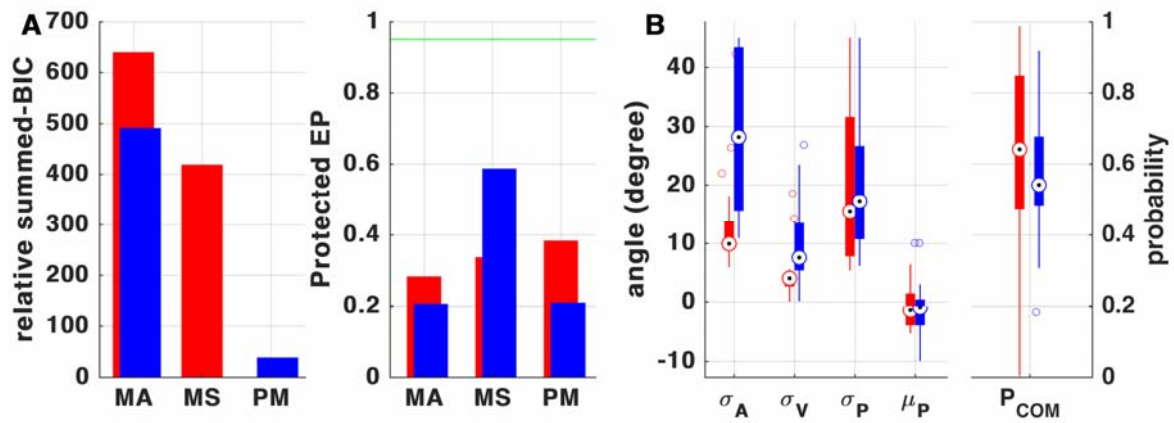 A
relative summed-BIC
700
600
500
400
300
200
100
0
MA MS PM
Protected EP
1
0.8
0.6
0.4
0.2
0
MA MS PM
B
angle (degree)
40
30
20
10
0
-10
σA σV σP μP
PCOM
1
0.8
0.6
0.4
0.2
0
probability